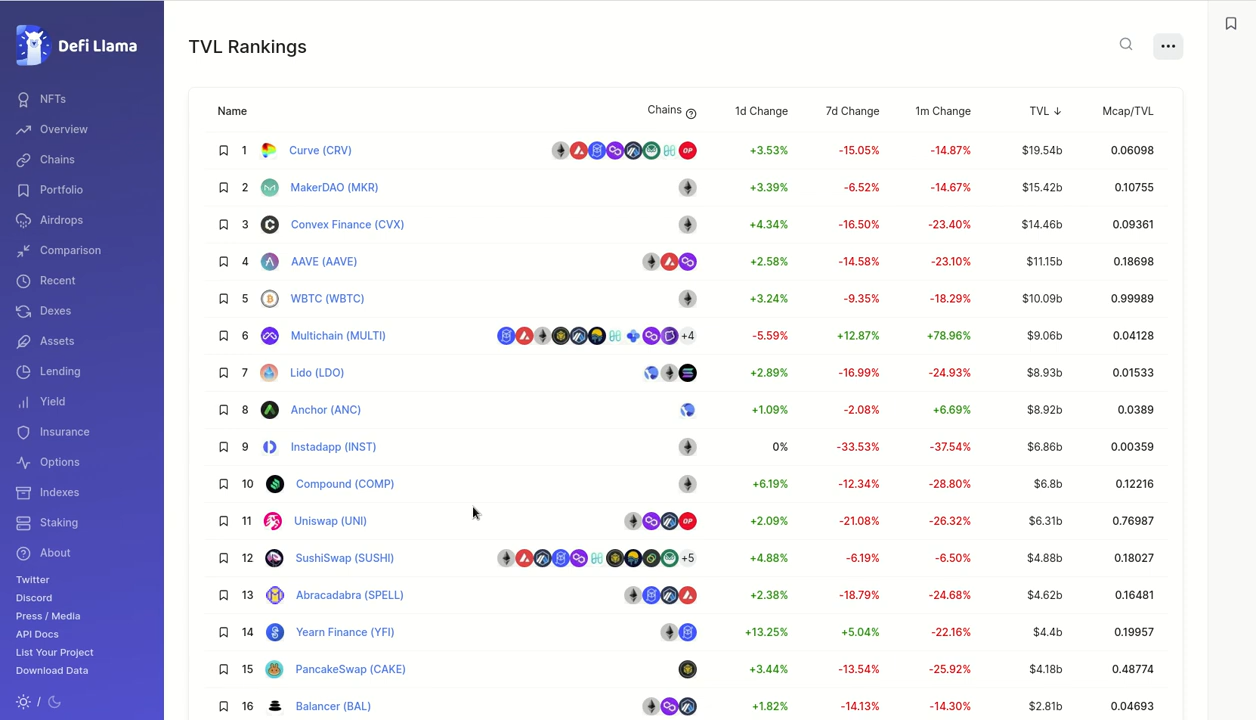 Defi Llama
NFTs
Overview
Chains
Portfolio
Airdrops
Comparison
Recent
Dexes
Assets
Lending
Yield
Insurance
Options
Indexes
Staking
About
Twitter
Discord
Press / Media
API Docs
List Your Project
Download Data
/
TVL Rankings
Name Chains ? 1d Change 7d Change 1m Change TVL ↓ Mcap/TVL
1 Curve (CRV) OP +3.53% -15.05% -14.87% $19.54b 0.06098
2 MakerDAO (MKR) +3.39% -6.52% -14.67% $15.42b 0.10755
3 Convex Finance (CVX) +4.34% -16.50% -23.40% $14.46b 0.09361
4 AAVE (AAVE) +2.58% -14.58% -23.10% $11.15b 0.18698
5 WBTC (WBTC) +3.24% -9.35% -18.29% $10.09b 0.99989
6 Multichain (MULTI) +4 -5.59% +12.87% +78.96% $9.06b 0.04128
7 Lido (LDO) +2.89% -16.99% -24.93% $8.93b 0.01533
8 Anchor (ANC) +1.09% -2.08% +6.69% $8.92b 0.0389
9 Instadapp (INST) 0% -33.53% -37.54% $6.86b 0.00359
10 Compound (COMP) +6.19% -12.34% -28.80% $6.8b 0.12216
11 Uniswap (UNI) OP +2.09% -21.08% -26.32% $6.31b 0.76987
12 SushiSwap (SUSHI) +5 +4.88% -6.19% -6.50% $4.88b 0.18027
13 Abracadabra (SPELL) +2.38% -18.79% -24.68% $4.62b 0.16481
14 Yearn Finance (YFI) +13.25% +5.04% -22.16% $4.4b 0.19957
15 PancakeSwap (CAKE) +3.44% -13.54% -25.92% $4.18b 0.48774
16 Balancer (BAL) +1.82% -14.13% -14.30% $2.81b 0.04693